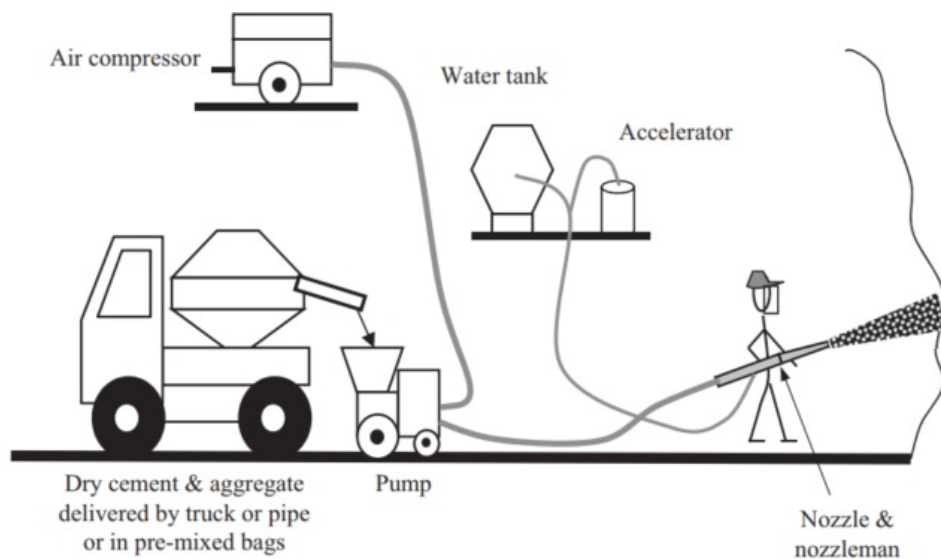 Air compressor
Water tank
Accelerator
Dry cement & aggregate
delivered by truck or pipe
or in pre-mixed bags
Pump
Nozzle &
nozzleman